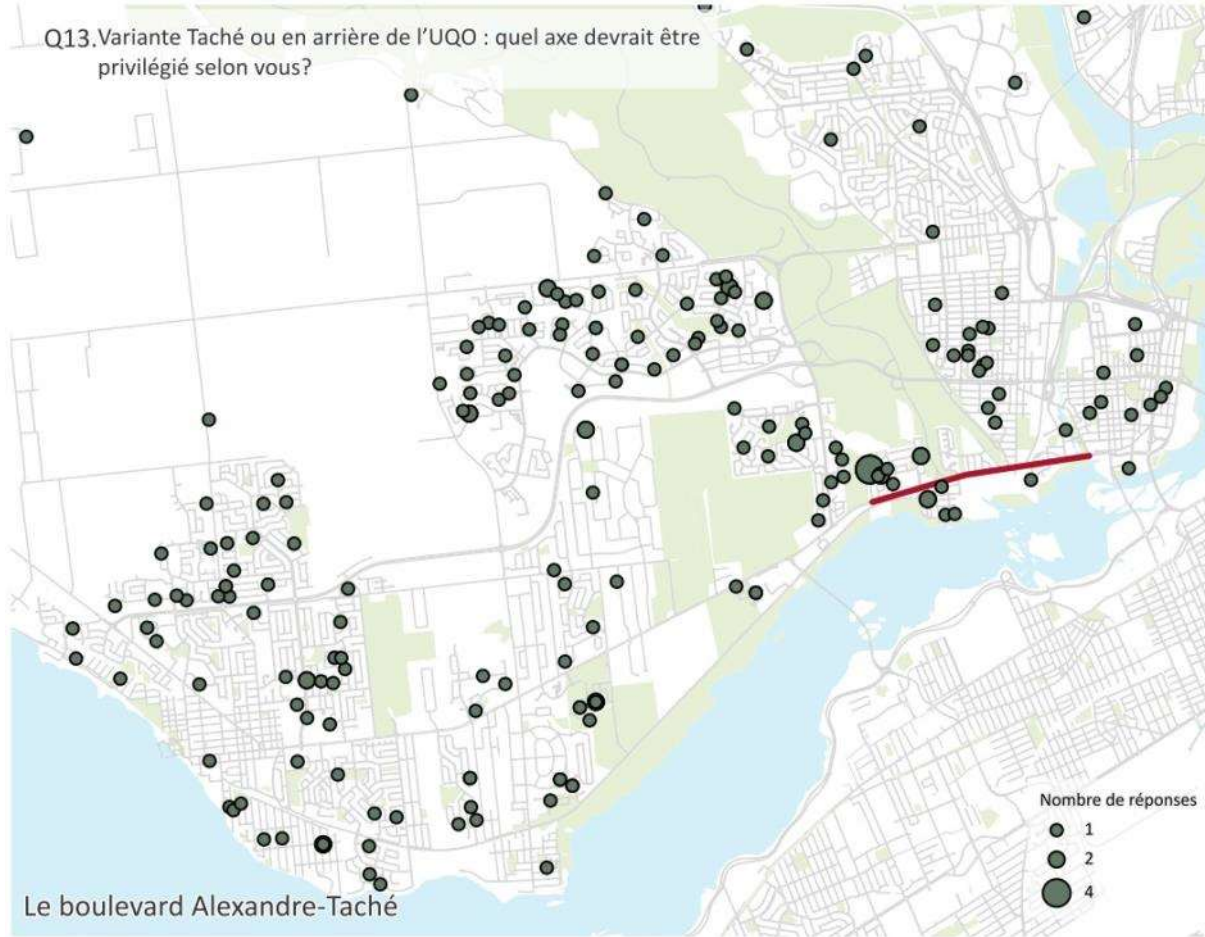 Q13. Variante Taché ou en arrière de l'UQO : quel axe devrait être
privilégié selon vous?
Nombre de réponses
1
2
4
Le boulevard Alexandre-Taché